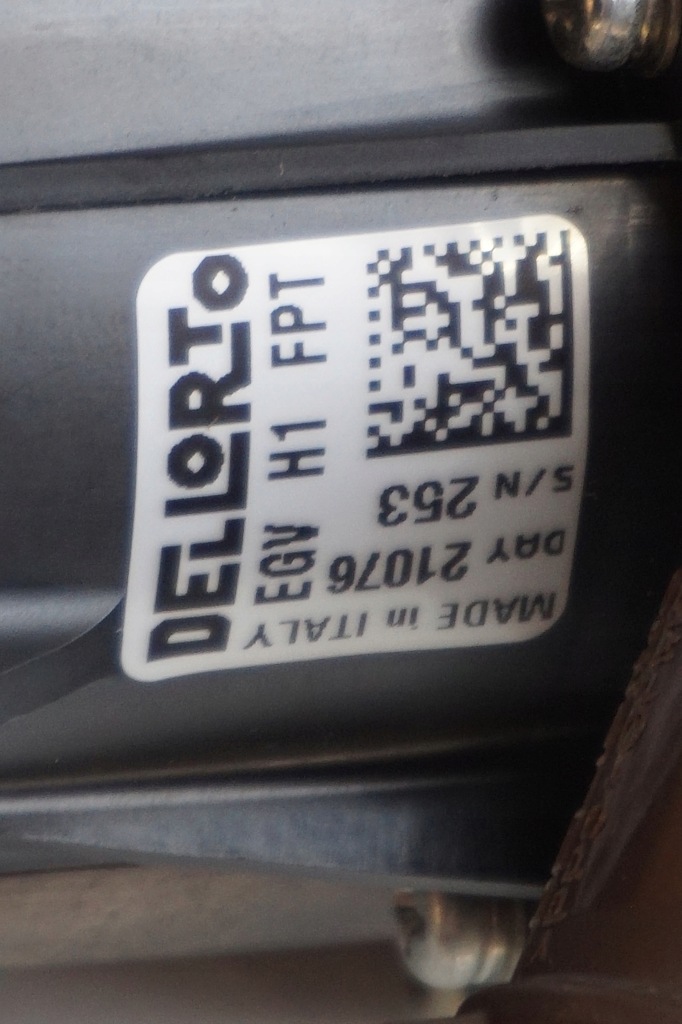 DELLORTO
EGV H1 FPT
S/N 253
DAY 21076
MADE in ITALY